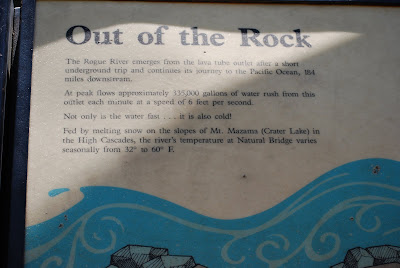 Out of the Rock
The Rogue River emerges from the lava tube outlet after a short
underground trip and continues its journey to the Pacific Ocean, 184
miles downstream.
At peak flows approximately 335,000 gallons of water rush from this
outlet each minute at a speed of 6 feet per second.
Not only is the water fast . . . it is also cold!
Fed by melting snow on the slopes of Mt. Mazama (Crater Lake) in
the High Cascades, the river's temperature at Natural Bridge varies
seasonally from 32° to 60° F.